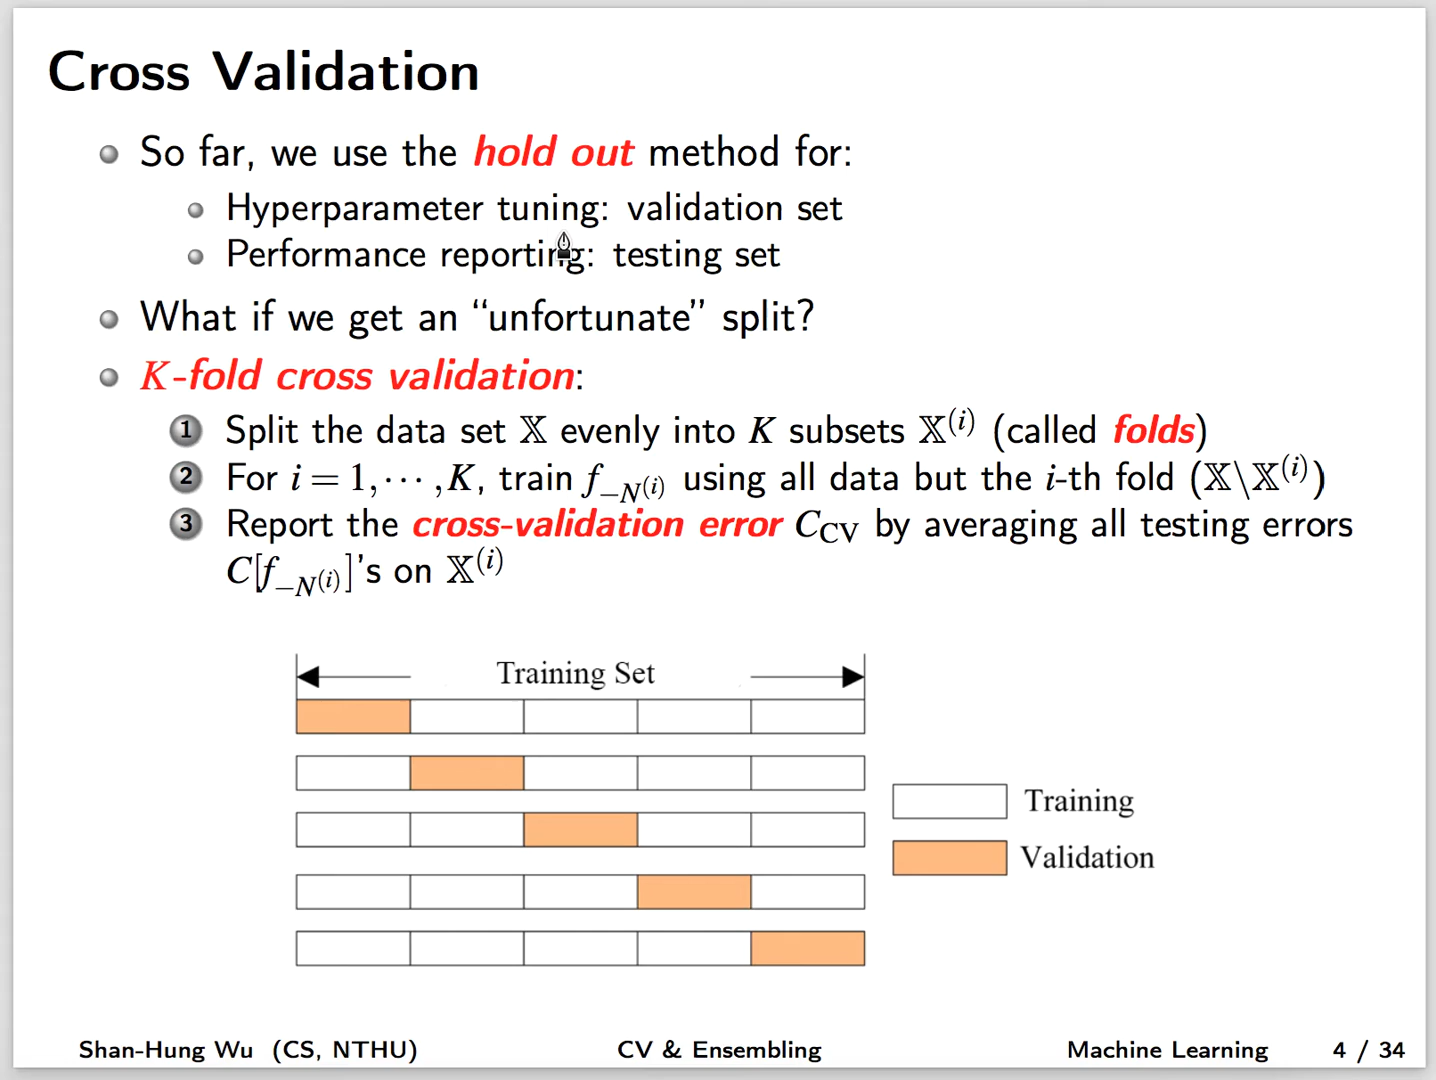 Cross Validation
So far, we use the hold out method for:
Hyperparameter tuning: validation set
Performance reporting: testing set
What if we get an “unfortunate” split?
K-fold cross validation:
1 Split the data set 𝕏 evenly into K subsets 𝕏⁽ⁱ⁾ (called folds)
2 For i = 1, ⋯ , K, train f_{−N⁽ⁱ⁾} using all data but the i-th fold (𝕏\𝕏⁽ⁱ⁾)
3 Report the cross-validation error C_CV by averaging all testing errors
C[f_{−N⁽ⁱ⁾}]’s on 𝕏⁽ⁱ⁾
Training Set
Training
Validation
Shan-Hung Wu (CS, NTHU) CV & Ensembling Machine Learning 4 / 34